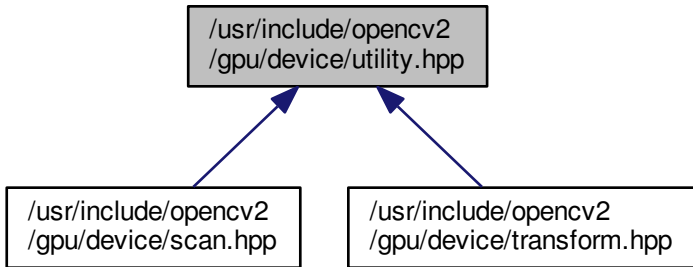 /usr/include/opencv2
/gpu/device/utility.hpp
/usr/include/opencv2
/gpu/device/scan.hpp
/usr/include/opencv2
/gpu/device/transform.hpp